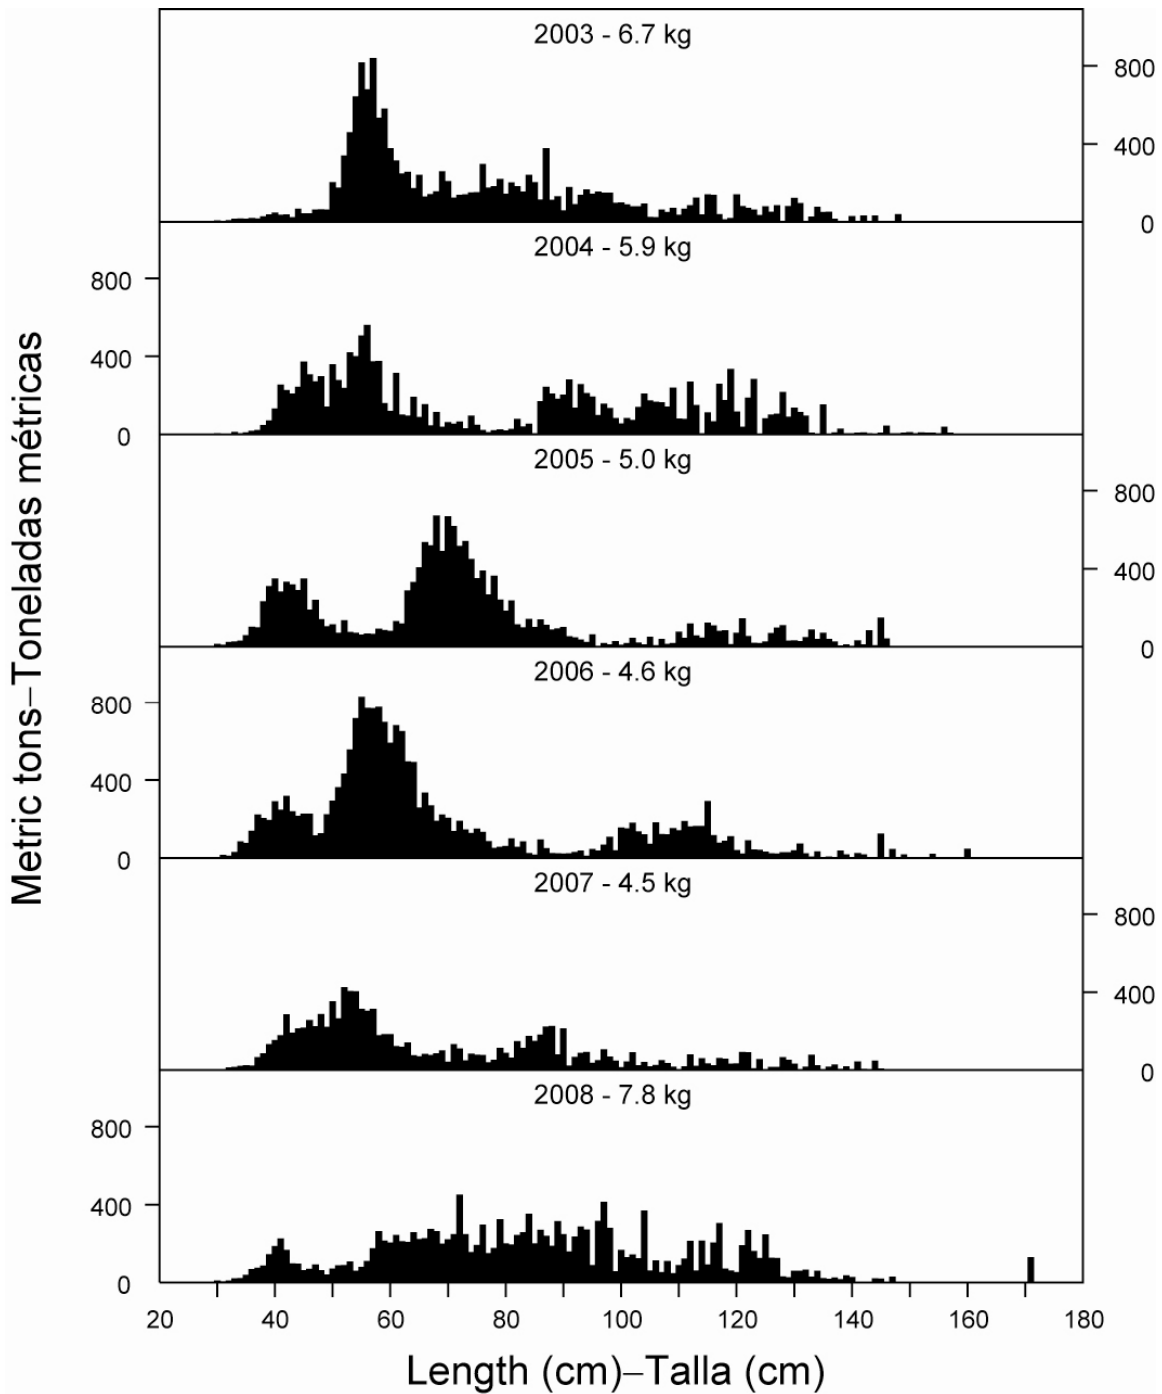 2003 - 6.7 kg
800
400
0
2004 - 5.9 kg
800
400
0
2005 - 5.0 kg
800
400
0
2006 - 4.6 kg
800
400
0
2007 - 4.5 kg
800
400
0
2008 - 7.8 kg
800
400
0
20 40 60 80 100 120 140 160 180
Length (cm)–Talla (cm)
Metric tons–Toneladas métricas